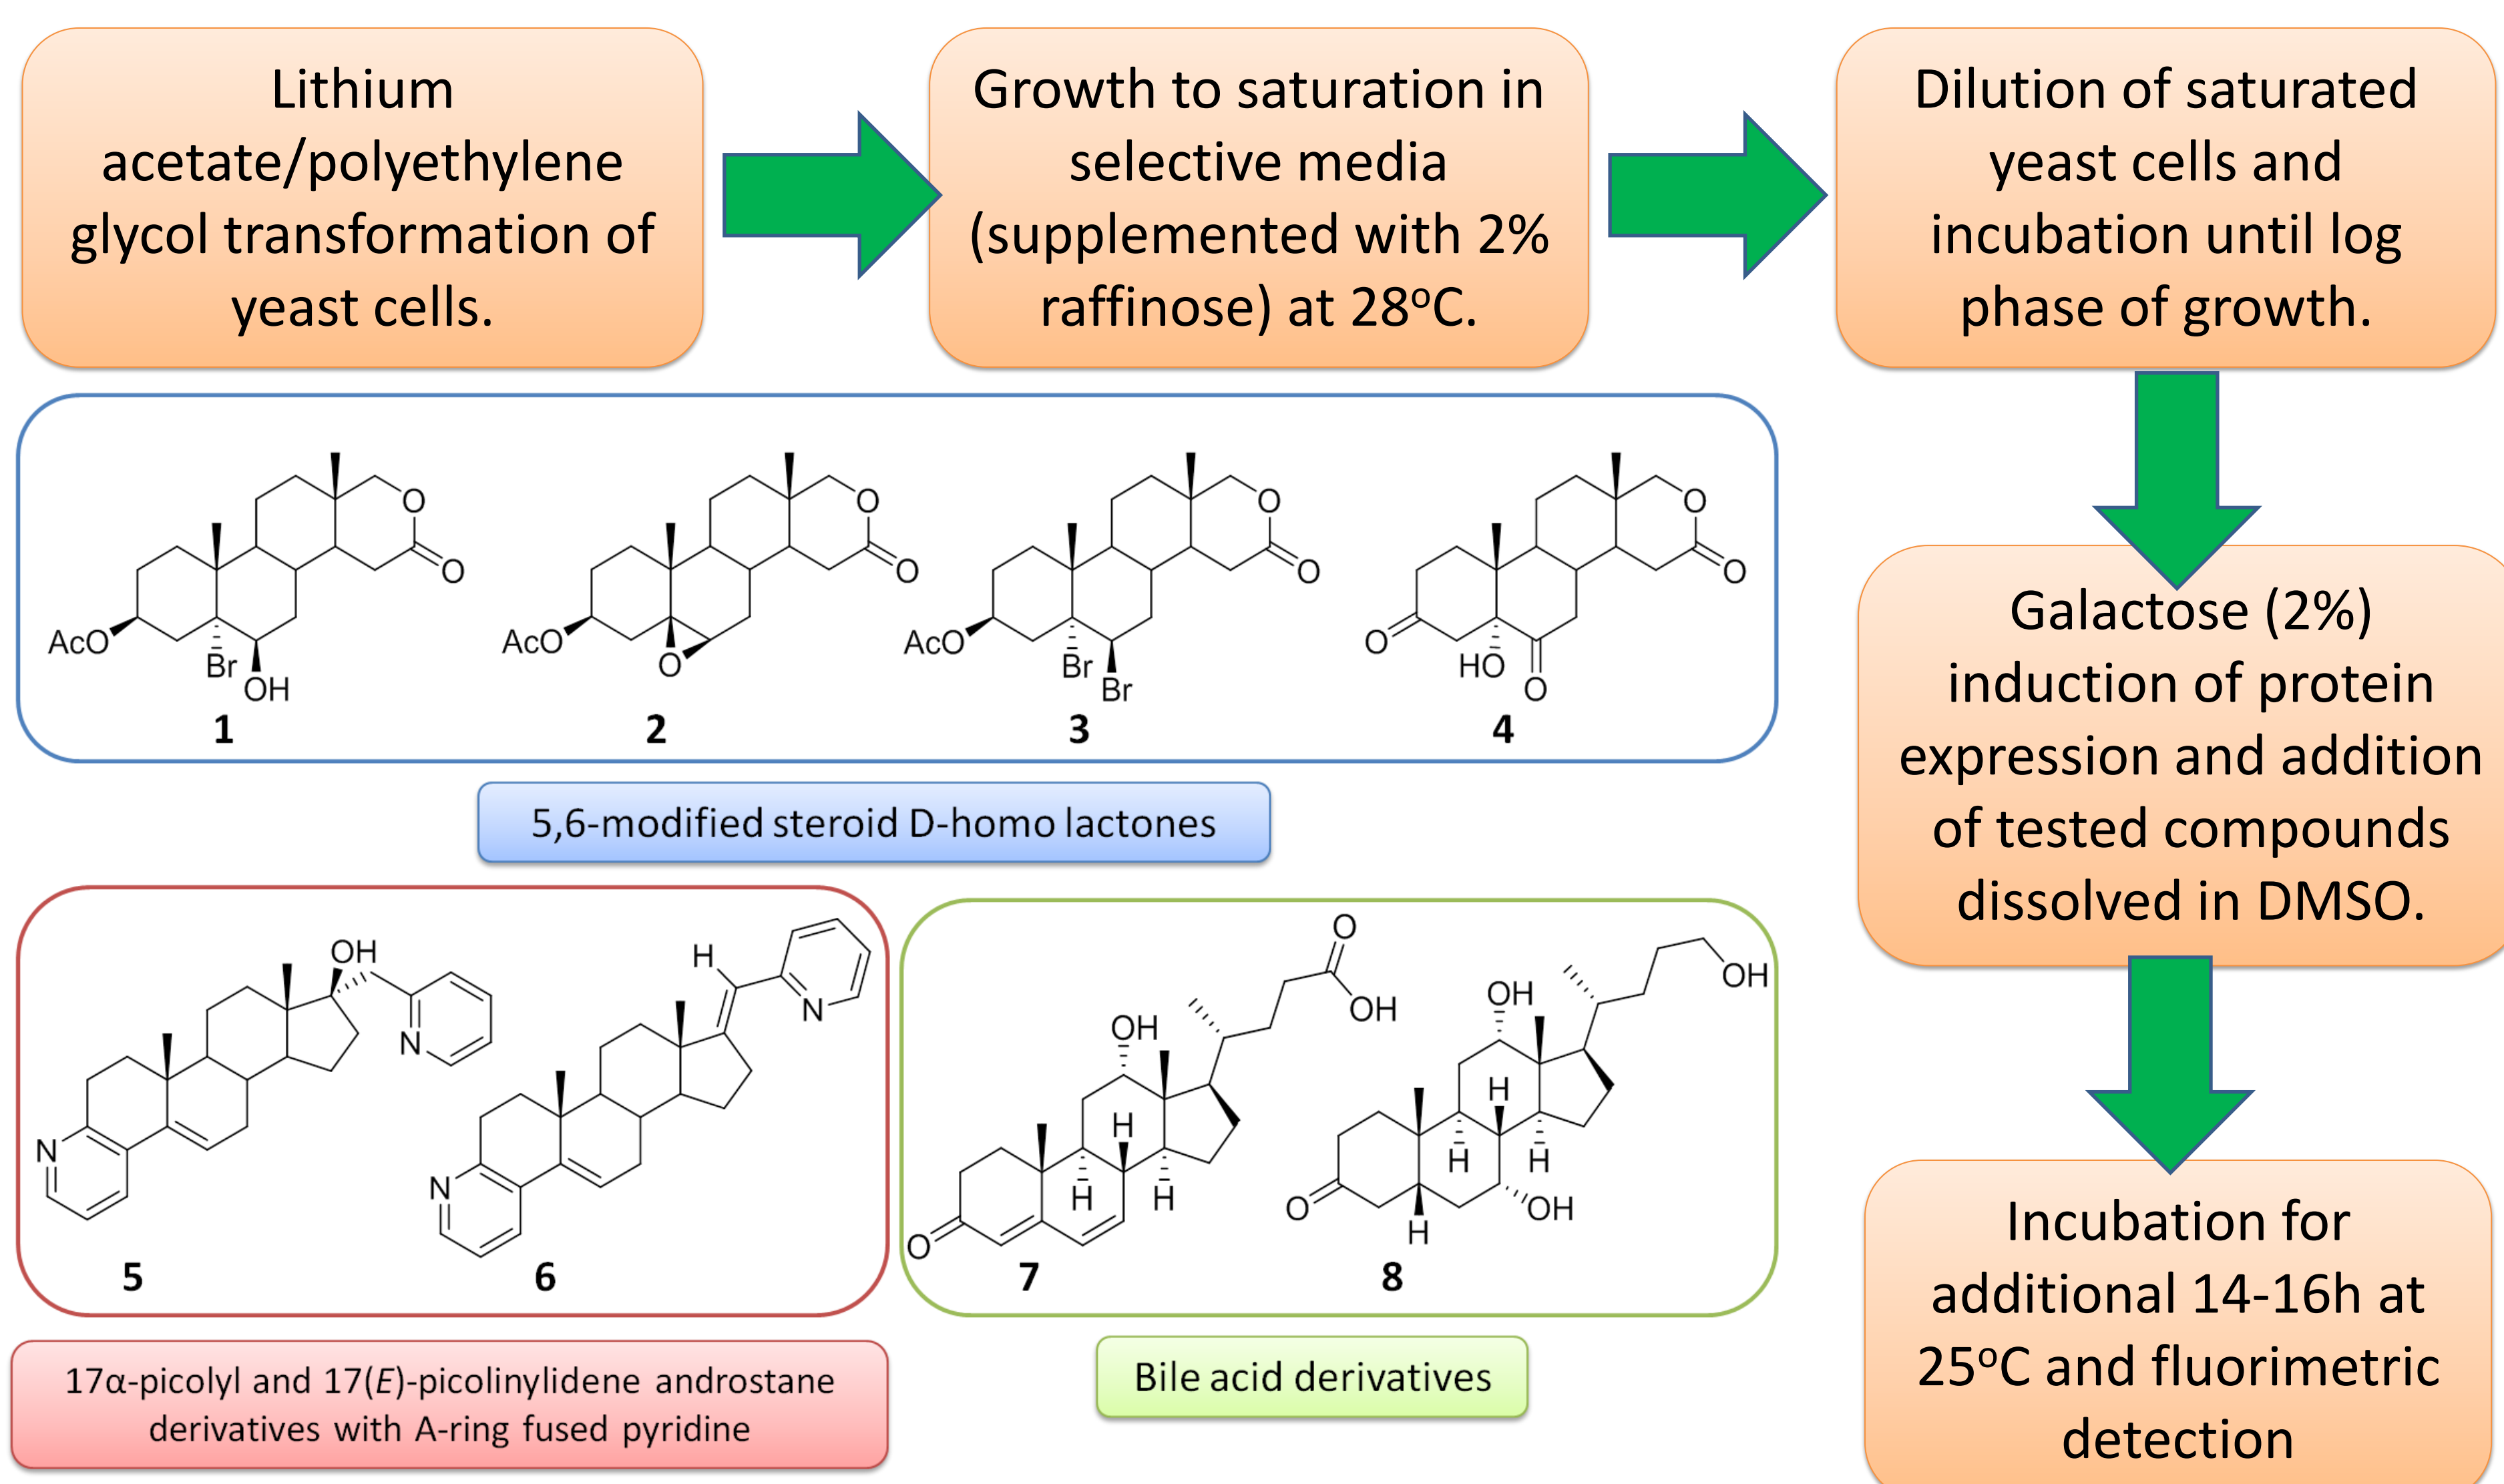 Lithium
acetate/polyethylene
glycol transformation of
yeast cells.
Growth to saturation in
selective media
(supplemented with 2%
raffinose) at 28ºC.
Dilution of saturated
yeast cells and
incubation until log
phase of growth.
Galactose (2%)
induction of protein
expression and addition
of tested compounds
dissolved in DMSO.
Incubation for
additional 14-16h at
25ºC and fluorimetric
detection
O
O
AcO
Br
OH
1
O
O
AcO
O
2
O
O
AcO
Br
Br
3
O
O
O
HO
O
4
5,6-modified steroid D-homo lactones
OH
N
N
5
H
N
N
6
17α-picolyl and 17(E)-picolinylidene androstane
derivatives with A-ring fused pyridine
O
OH
OH
H
H
H
O
7
OH
OH
H
H
H
O
OH
H
8
Bile acid derivatives